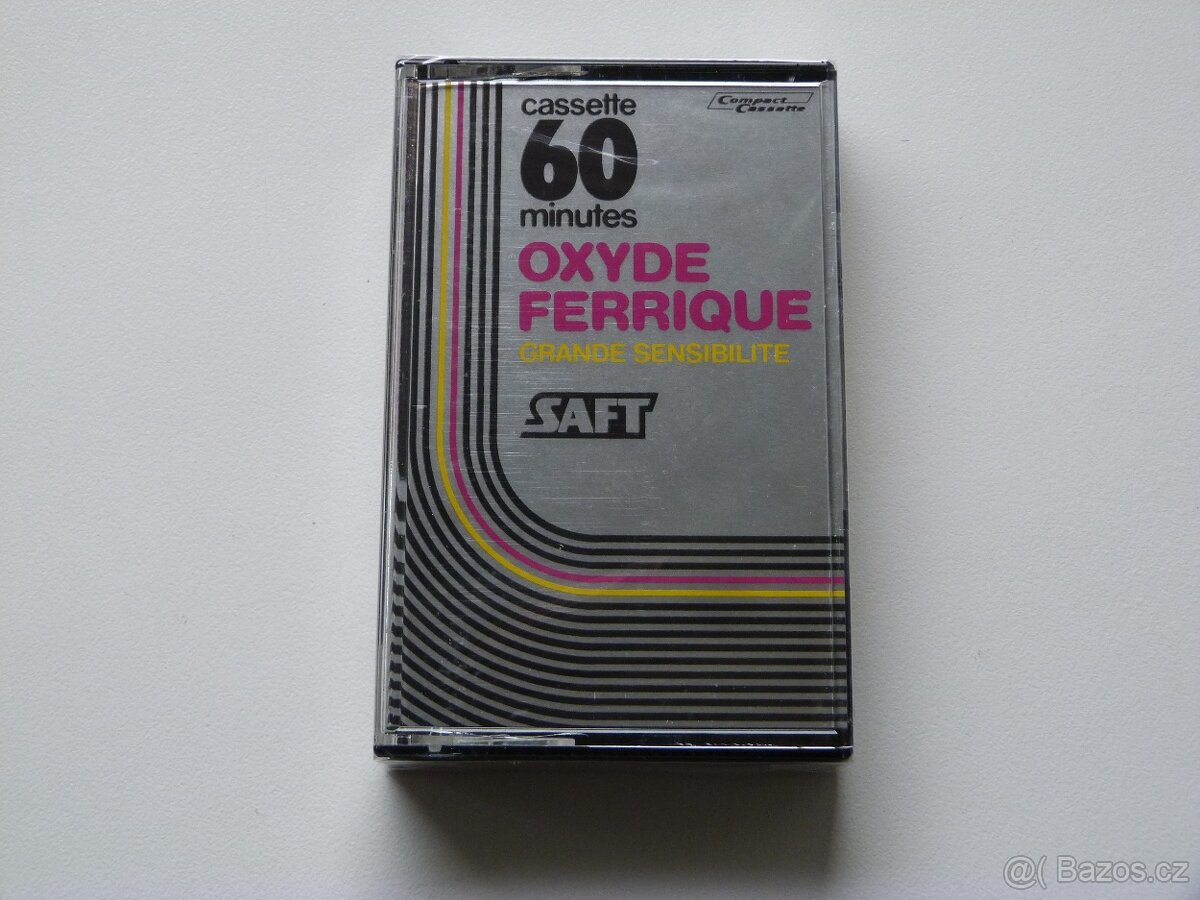 cassette
60
minutes
Compact
Cassette
OXYDE
FERRIQUE
GRANDE SENSIBILITE
SAFT
@( Bazos.cz